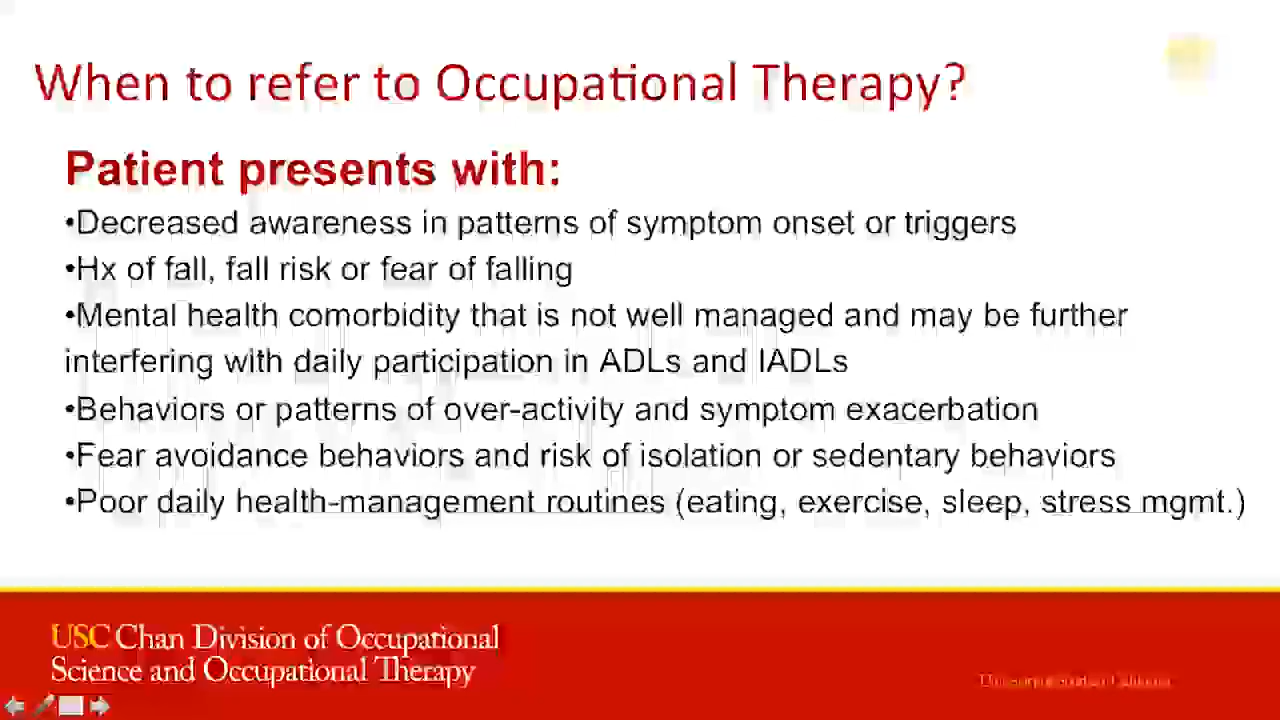 When to refer to Occupational Therapy?
Patient presents with:
•Decreased awareness in patterns of symptom onset or triggers
•Hx of fall, fall risk or fear of falling
•Mental health comorbidity that is not well managed and may be further
interfering with daily participation in ADLs and IADLs
•Behaviors or patterns of over-activity and symptom exacerbation
•Fear avoidance behaviors and risk of isolation or sedentary behaviors
•Poor daily health-management routines (eating, exercise, sleep, stress mgmt.)
USC Chan Division of Occupational
Science and Occupational Therapy